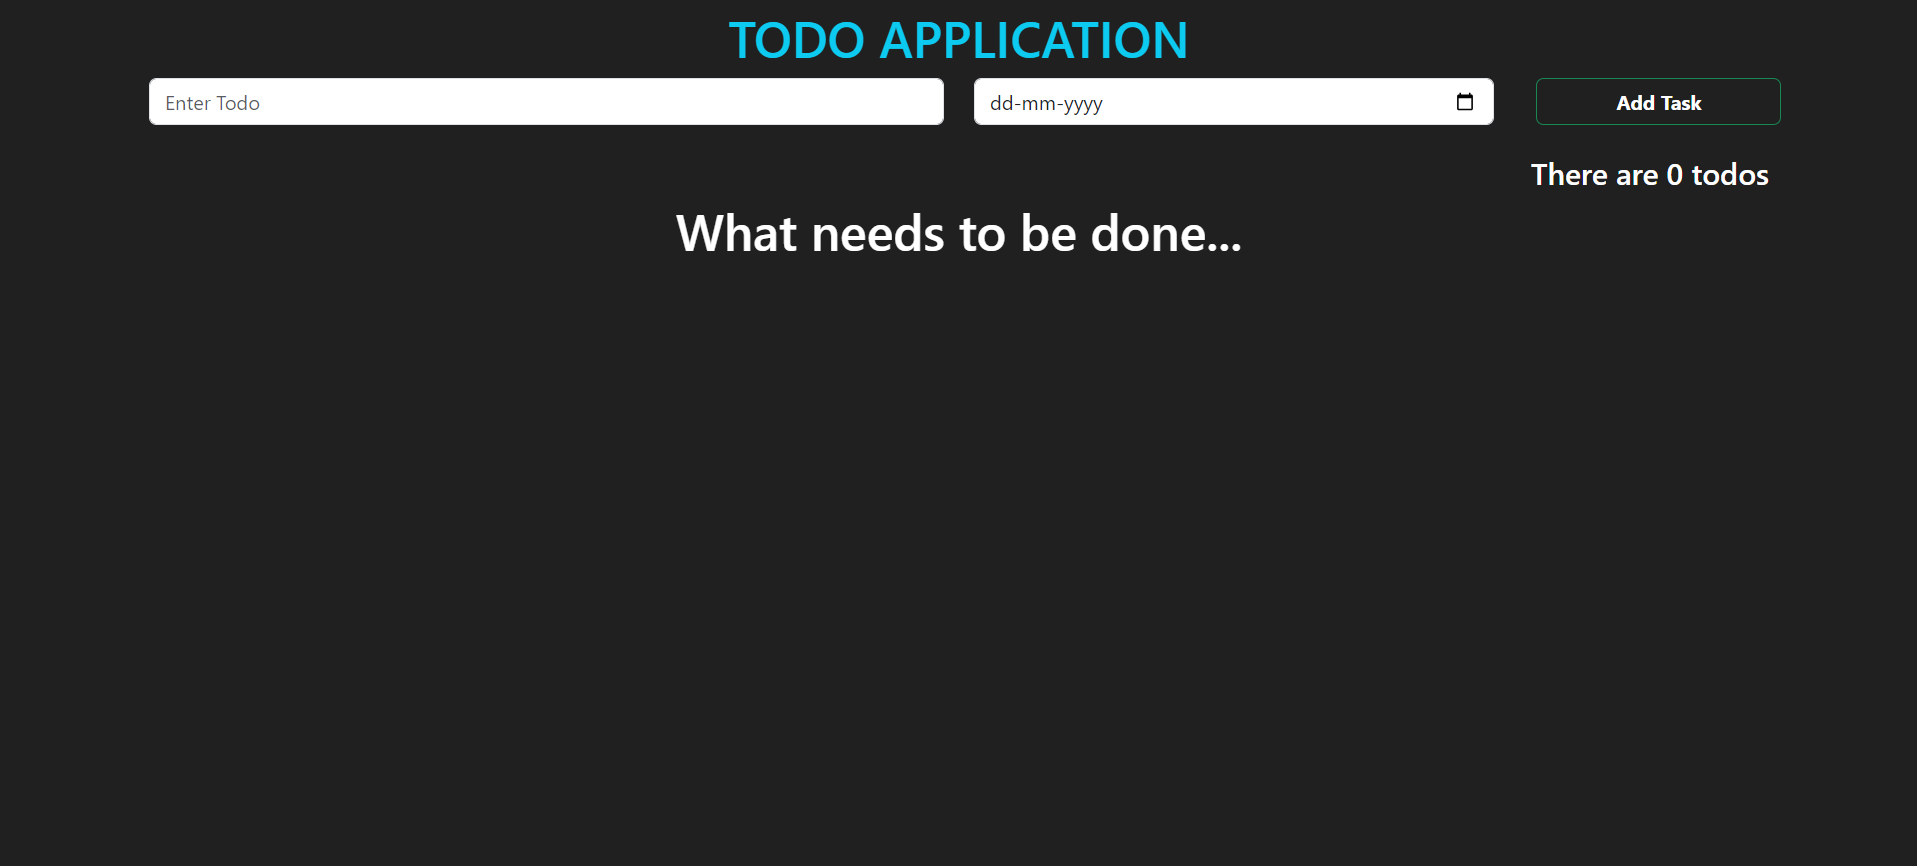 TODO APPLICATION
Enter Todo
dd-mm-yyyy
Add Task
There are 0 todos
What needs to be done...